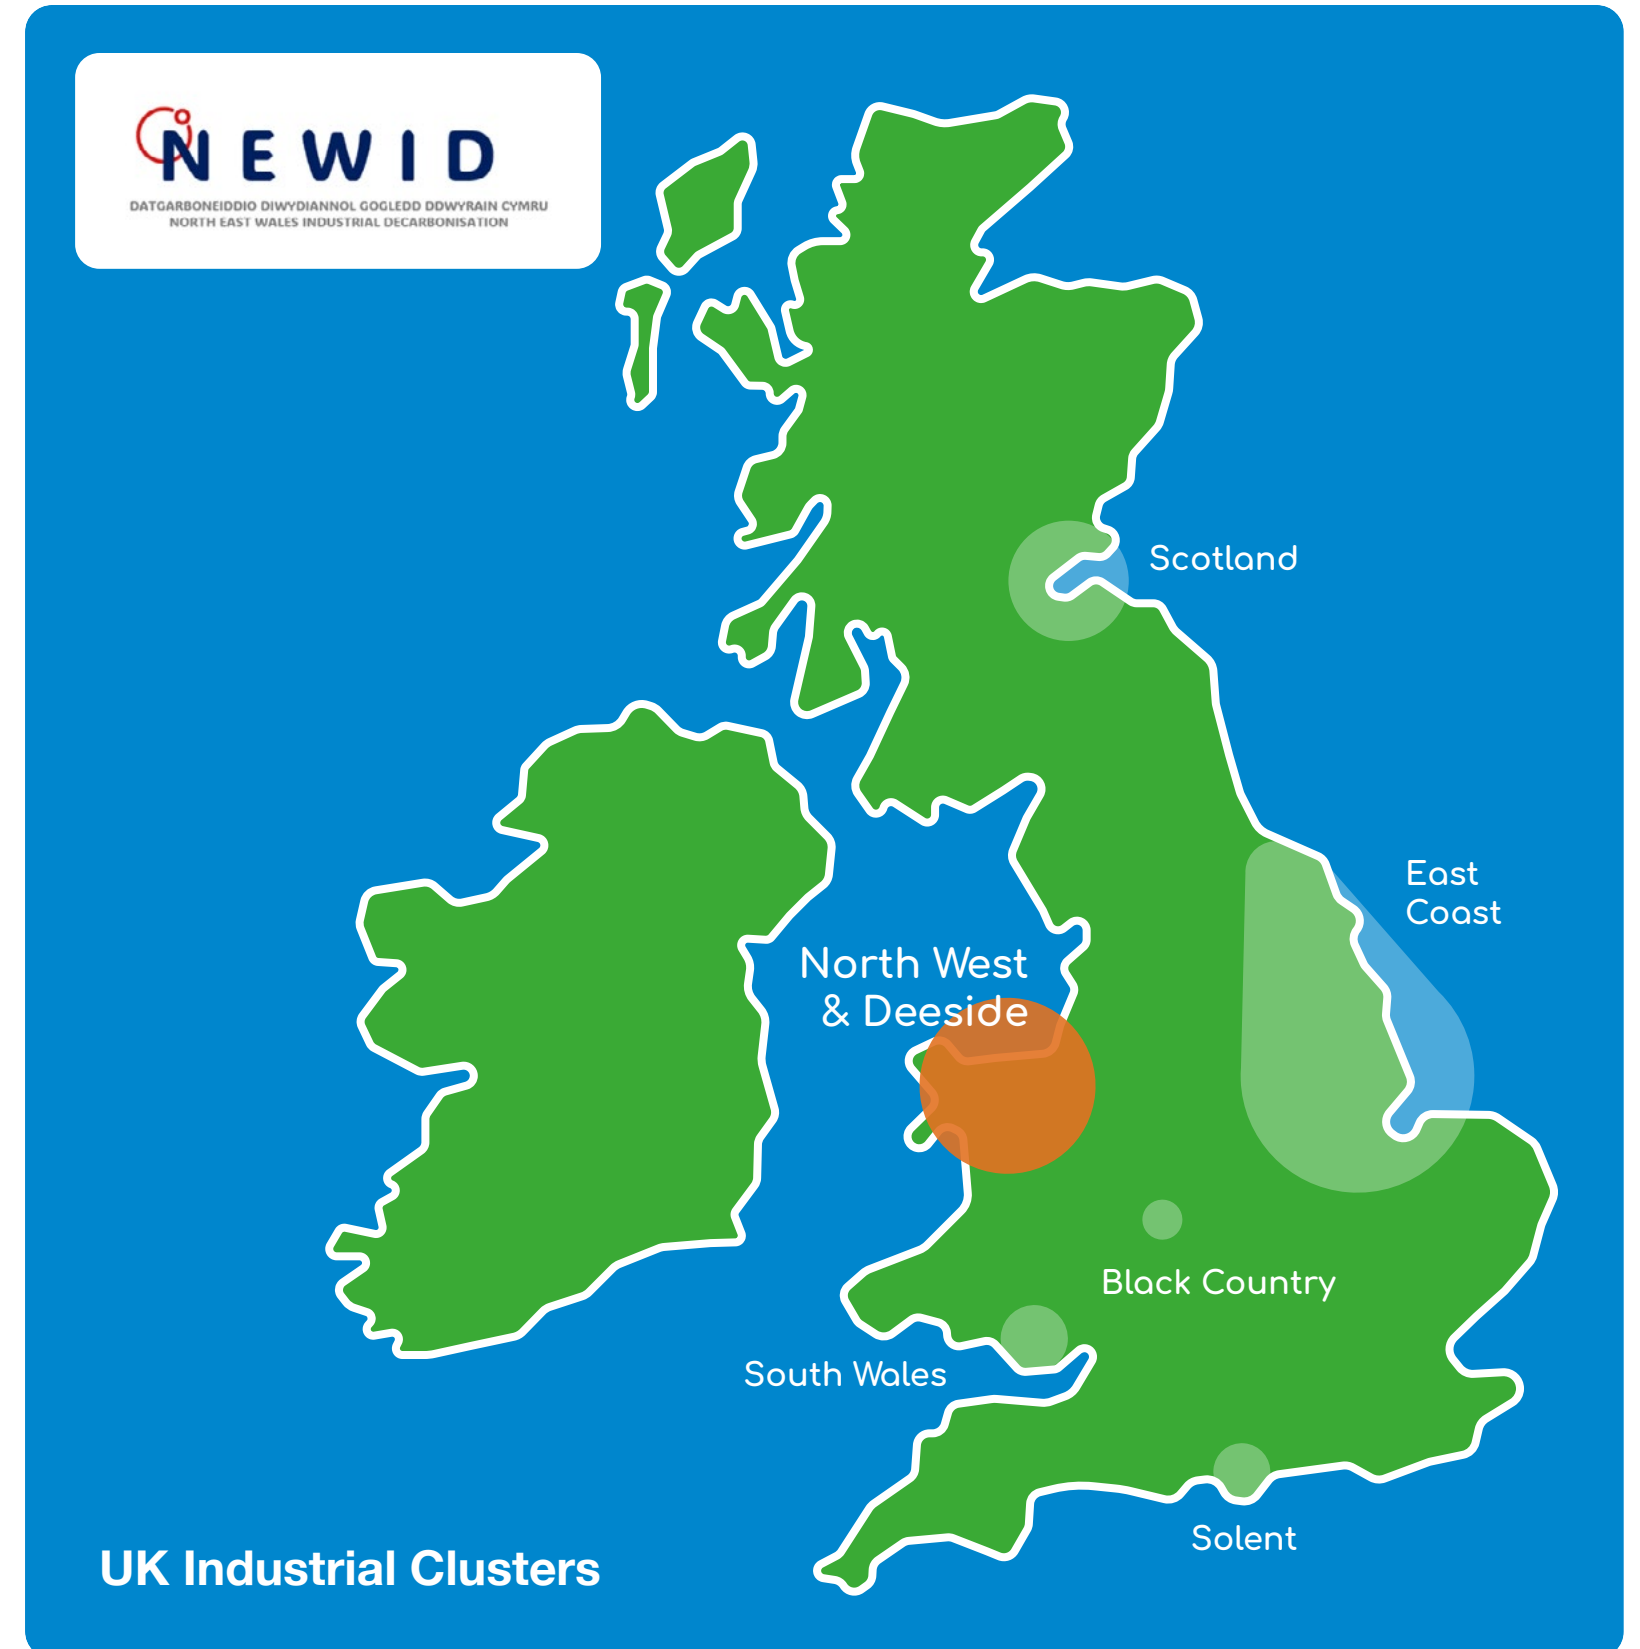 NEWID
DATGARBONEIDDIO DIWYDIANNOL GOGLEDD DDWYRAIN CYMRU
NORTH EAST WALES INDUSTRIAL DECARBONISATION
Scotland
East
Coast
North West
& Deeside
Black Country
South Wales
Solent
UK Industrial Clusters